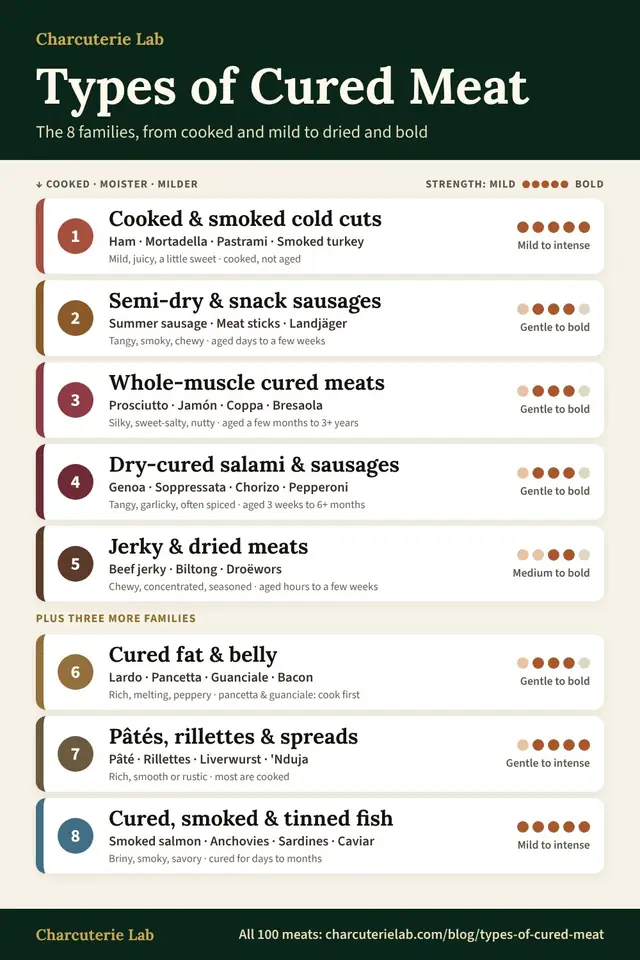 Charcuterie Lab
Types of Cured Meat
The 8 families, from cooked and mild to dried and bold
↓ COOKED · MOISTER · MILDER
STRENGTH: MILD ●●●●● BOLD
1
Cooked & smoked cold cuts
Ham · Mortadella · Pastrami · Smoked turkey
Mild, juicy, a little sweet · cooked, not aged
Mild to intense
2
Semi-dry & snack sausages
Summer sausage · Meat sticks · Landjäger
Tangy, smoky, chewy · aged days to a few weeks
Gentle to bold
3
Whole-muscle cured meats
Prosciutto · Jamón · Coppa · Bresaola
Silky, sweet-salty, nutty · aged a few months to 3+ years
Gentle to bold
4
Dry-cured salami & sausages
Genoa · Soppressata · Chorizo · Pepperoni
Tangy, garlicky, often spiced · aged 3 weeks to 6+ months
Gentle to bold
5
Jerky & dried meats
Beef jerky · Biltong · Droëwors
Chewy, concentrated, seasoned · aged hours to a few weeks
Medium to bold
PLUS THREE MORE FAMILIES
6
Cured fat & belly
Lardo · Pancetta · Guanciale · Bacon
Rich, melting, peppery · pancetta & guanciale: cook first
Gentle to bold
7
Pâtés, rillettes & spreads
Pâté · Rillettes · Liverwurst · 'Nduja
Rich, smooth or rustic · most are cooked
Gentle to intense
8
Cured, smoked & tinned fish
Smoked salmon · Anchovies · Sardines · Caviar
Briny, smoky, savory · cured for days to months
Mild to intense
Charcuterie Lab
All 100 meats: charcuterielab.com/blog/types-of-cured-meat